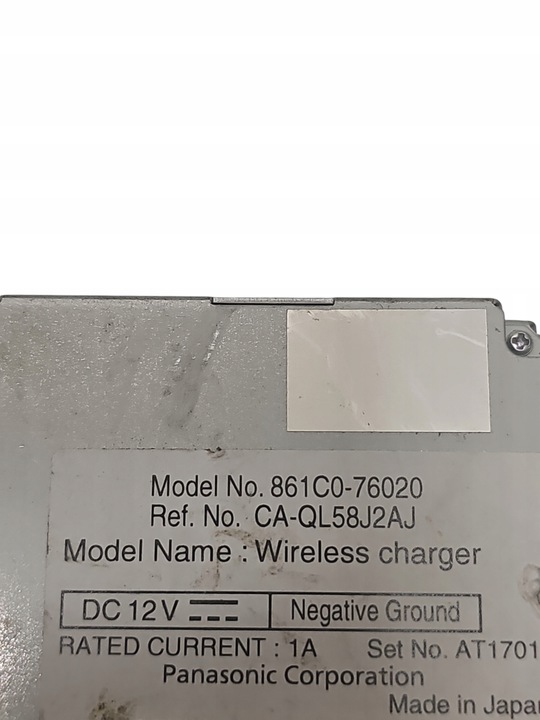 Model No. 861C0-76020
Ref. No. CA-QL58J2AJ
Model Name : Wireless charger
DC 12V Negative Ground
RATED CURRENT : 1A Set No. AT1701
Panasonic Corporation
Made in Japa